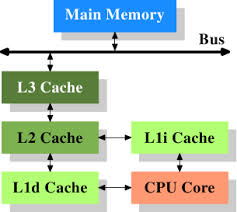 Main Memory
Bus
L3 Cache
L2 Cache
L1i Cache
L1d Cache
CPU Core